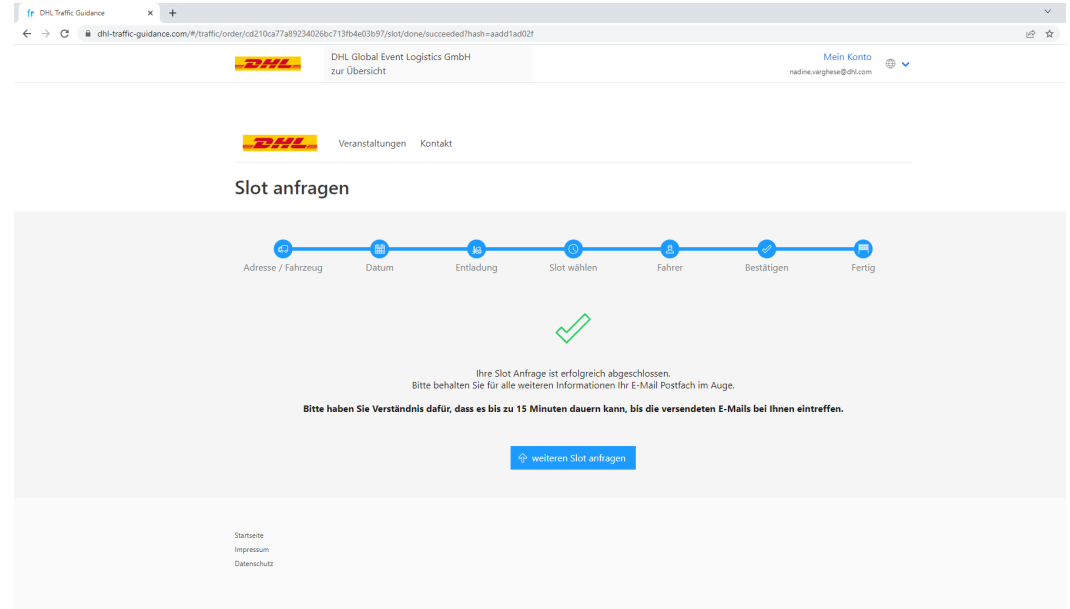 fr DHL Traffic Guidance
dhl-traffic-guidance.com/#/traffic/order/cd210ca77a89234026bc713fb4e03b97/slot/done/succeeded?hash=aadd1ad02f
DHL
DHL Global Event Logistics GmbH
zur Übersicht
Mein Konto
nadine.varghese@dhl.com
DHL
Veranstaltungen Kontakt
Slot anfragen
Adresse / Fahrzeug Datum Entladung Slot wählen Fahrer Bestätigen Fertig
Ihre Slot Anfrage ist erfolgreich abgeschlossen.
Bitte behalten Sie für alle weiteren Informationen Ihr E-Mail Postfach im Auge.
Bitte haben Sie Verständnis dafür, dass es bis zu 15 Minuten dauern kann, bis die versendeten E-Mails bei Ihnen eintreffen.
weiteren Slot anfragen
Startseite
Impressum
Datenschutz